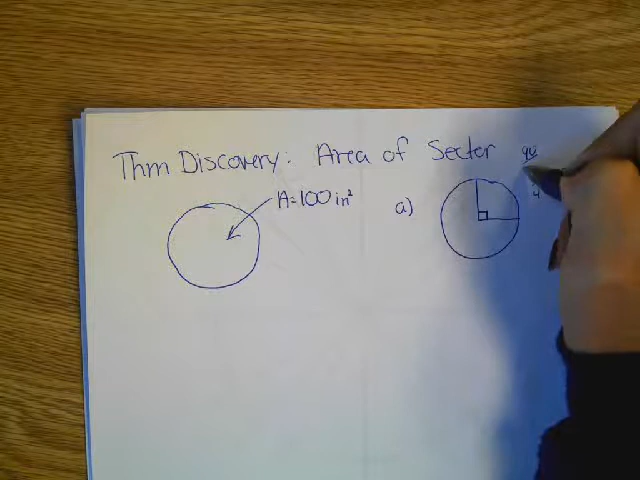 Thm Discovery: Area of Sector
A=100 in²
a)